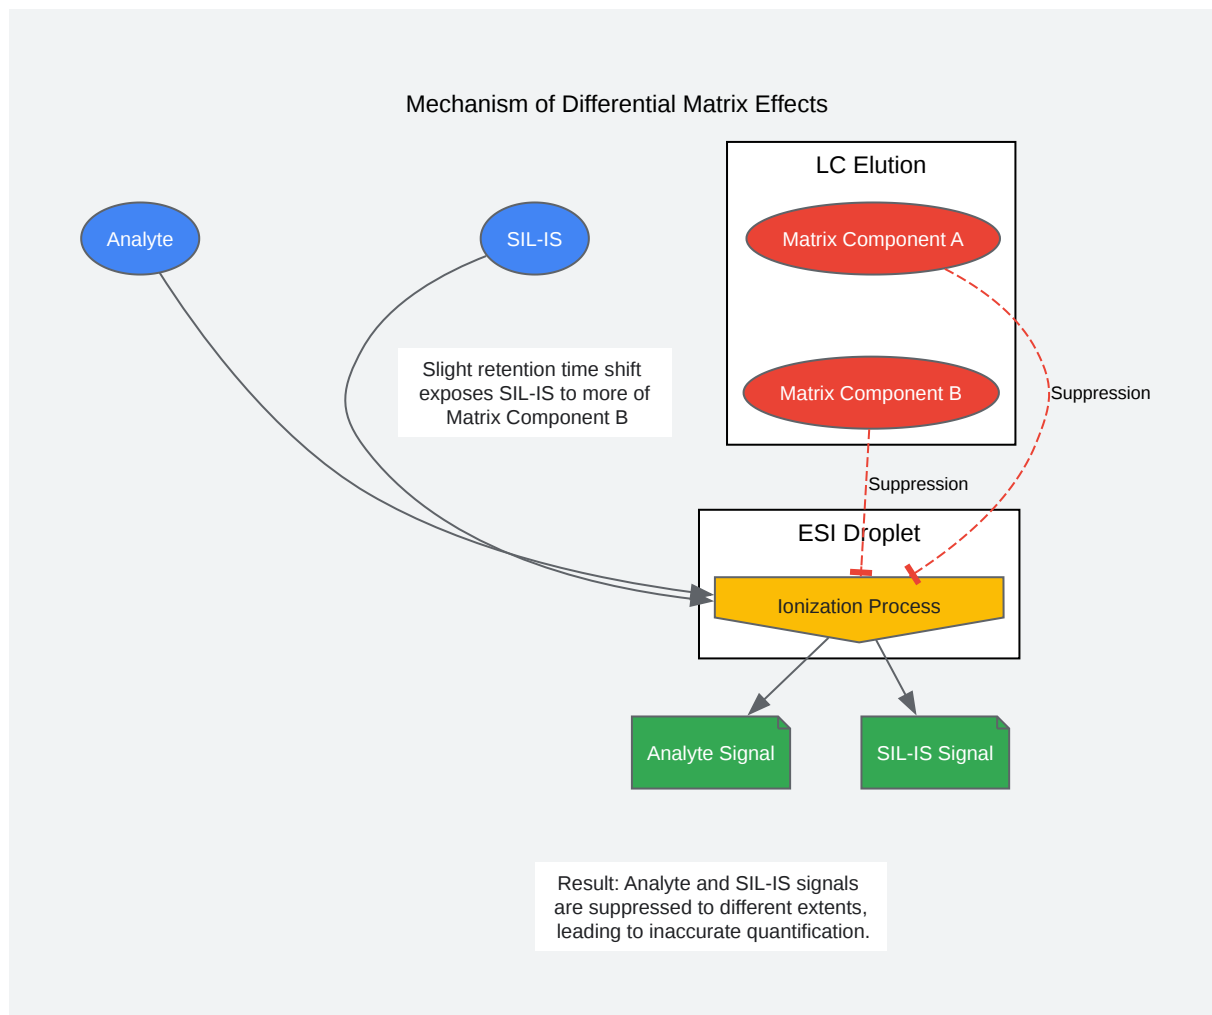 Mechanism of Differential Matrix Effects
LC Elution
Analyte
SIL-IS
Matrix Component A
Slight retention time shift
exposes SIL-IS to more of
Matrix Component B
Matrix Component B
Suppression
Suppression
ESI Droplet
Ionization Process
Analyte Signal
SIL-IS Signal
Result: Analyte and SIL-IS signals
are suppressed to different extents,
leading to inaccurate quantification.